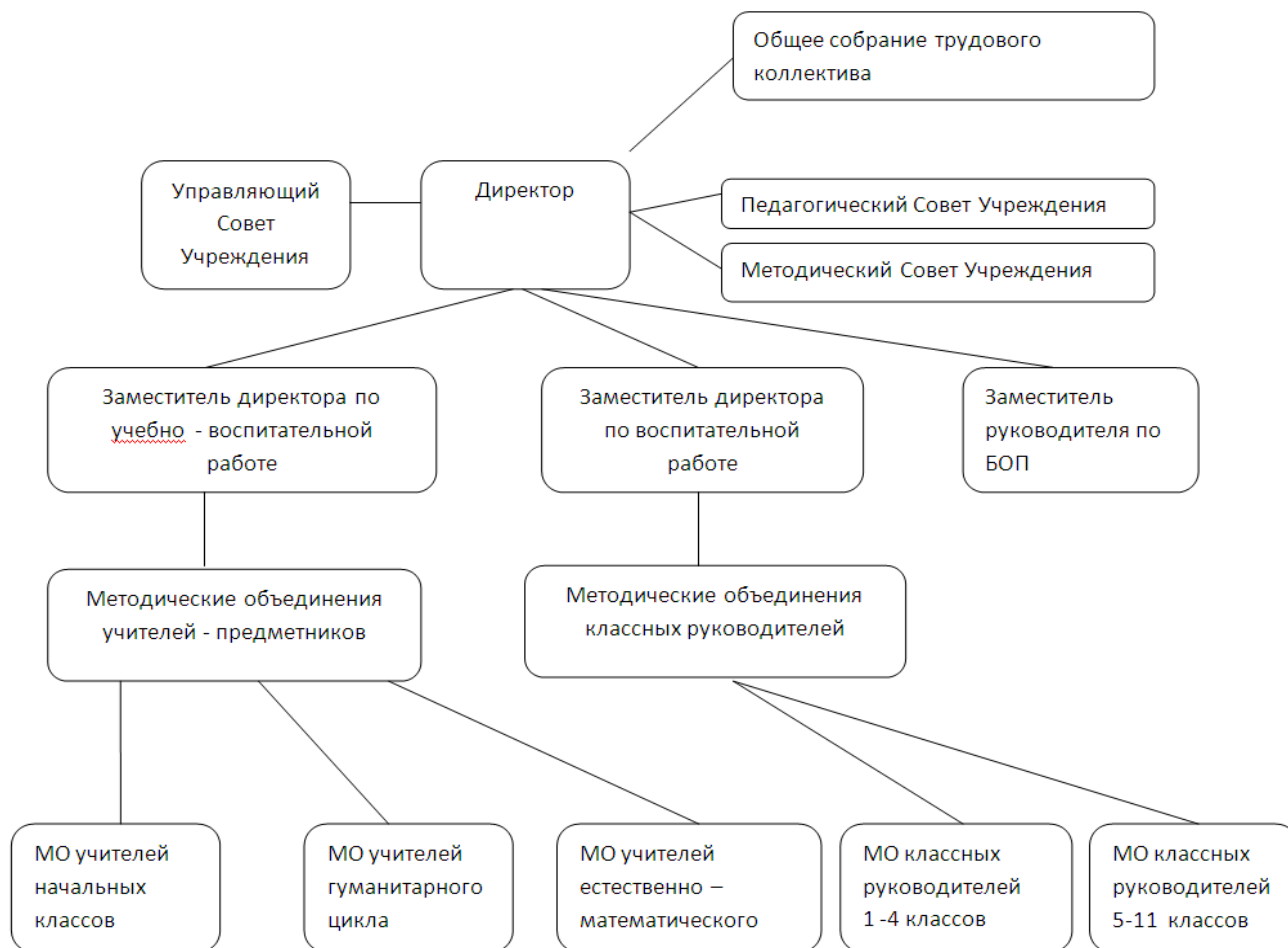 Общее собрание трудового
коллектива
Управляющий
Совет
Учреждения
Директор
Педагогический Совет Учреждения
Методический Совет Учреждения
Заместитель директора по
учебно - воспитательной
работе
Заместитель директора
по воспитательной
работе
Заместитель
руководителя по
БОП
Методические объединения
учителей - предметников
Методические объединения
классных руководителей
МО учителей
начальных
классов
МО учителей
гуманитарного
цикла
МО учителей
естественно –
математического
МО классных
руководителей
1 -4 классов
МО классных
руководителей
5-11 классов